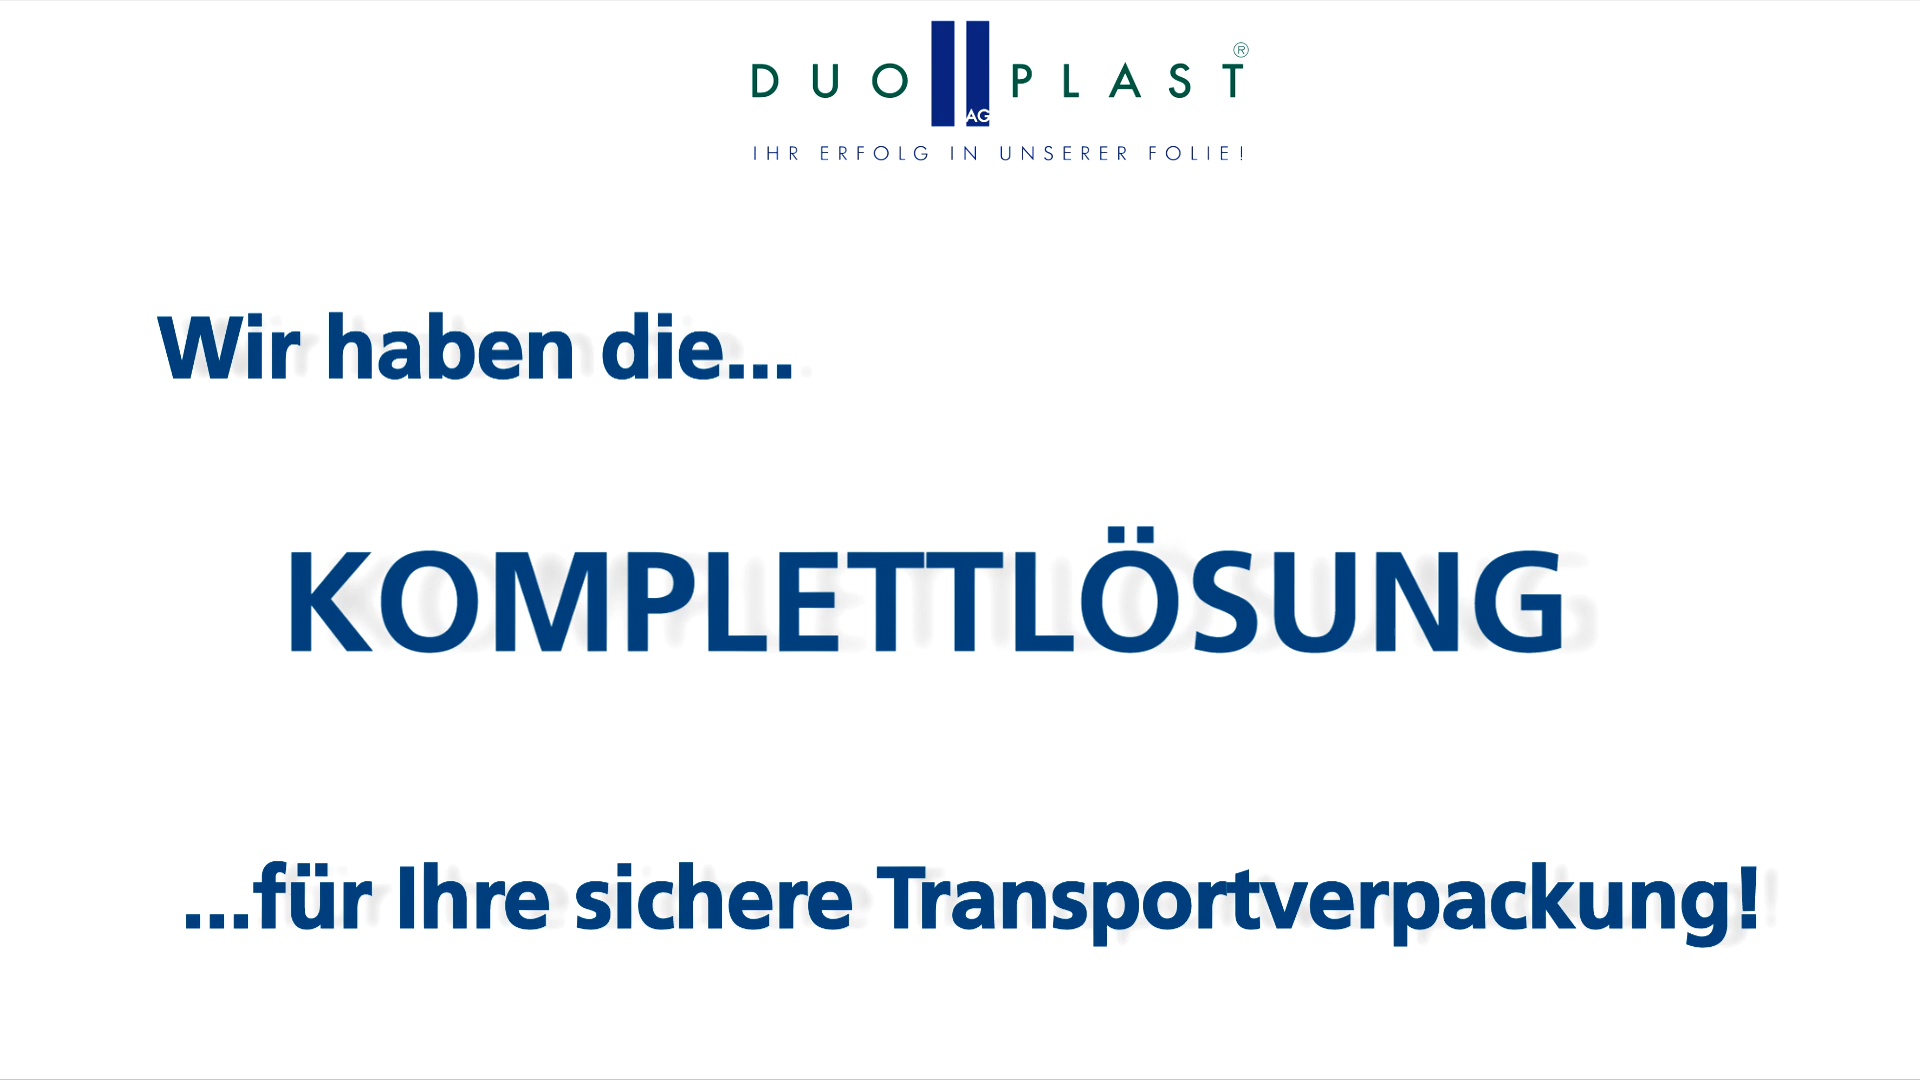 DUO PLAST®
AG
IHR ERFOLG IN UNSERER FOLIE!
Wir haben die...
KOMPLETTLÖSUNG
...für Ihre sichere Transportverpackung!